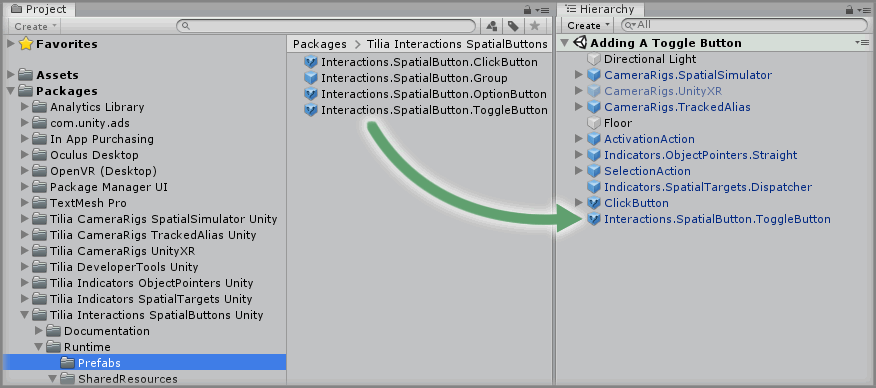 Project
Create
Favorites
Assets
Packages
Analytics Library
com.unity.ads
In App Purchasing
Oculus Desktop
OpenVR (Desktop)
Package Manager UI
TextMesh Pro
Tilia CameraRigs SpatialSimulator Unity
Tilia CameraRigs TrackedAlias Unity
Tilia CameraRigs UnityXR
Tilia DeveloperTools Unity
Tilia Indicators ObjectPointers Unity
Tilia Indicators SpatialTargets Unity
Tilia Interactions SpatialButtons Unity
Documentation
Runtime
Prefabs
SharedResources
Packages Tilia Interactions SpatialButtons
Interactions.SpatialButton.ClickButton
Interactions.SpatialButton.Group
Interactions.SpatialButton.OptionButton
Interactions.SpatialButton.ToggleButton
Hierarchy
Create All
Adding A Toggle Button
Directional Light
CameraRigs.SpatialSimulator
CameraRigs.UnityXR
CameraRigs.TrackedAlias
Floor
ActivationAction
Indicators.ObjectPointers.Straight
SelectionAction
Indicators.SpatialTargets.Dispatcher
ClickButton
Interactions.SpatialButton.ToggleButton